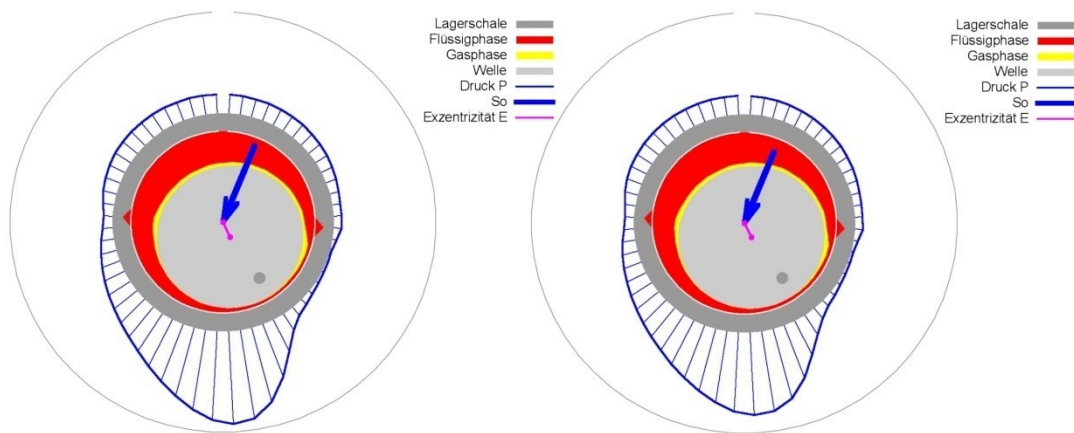 Lagerschale
Flüssigphase
Gasphase
Welle
Druck P
So
Exzentrizität E
Lagerschale
Flüssigphase
Gasphase
Welle
Druck P
So
Exzentrizität E